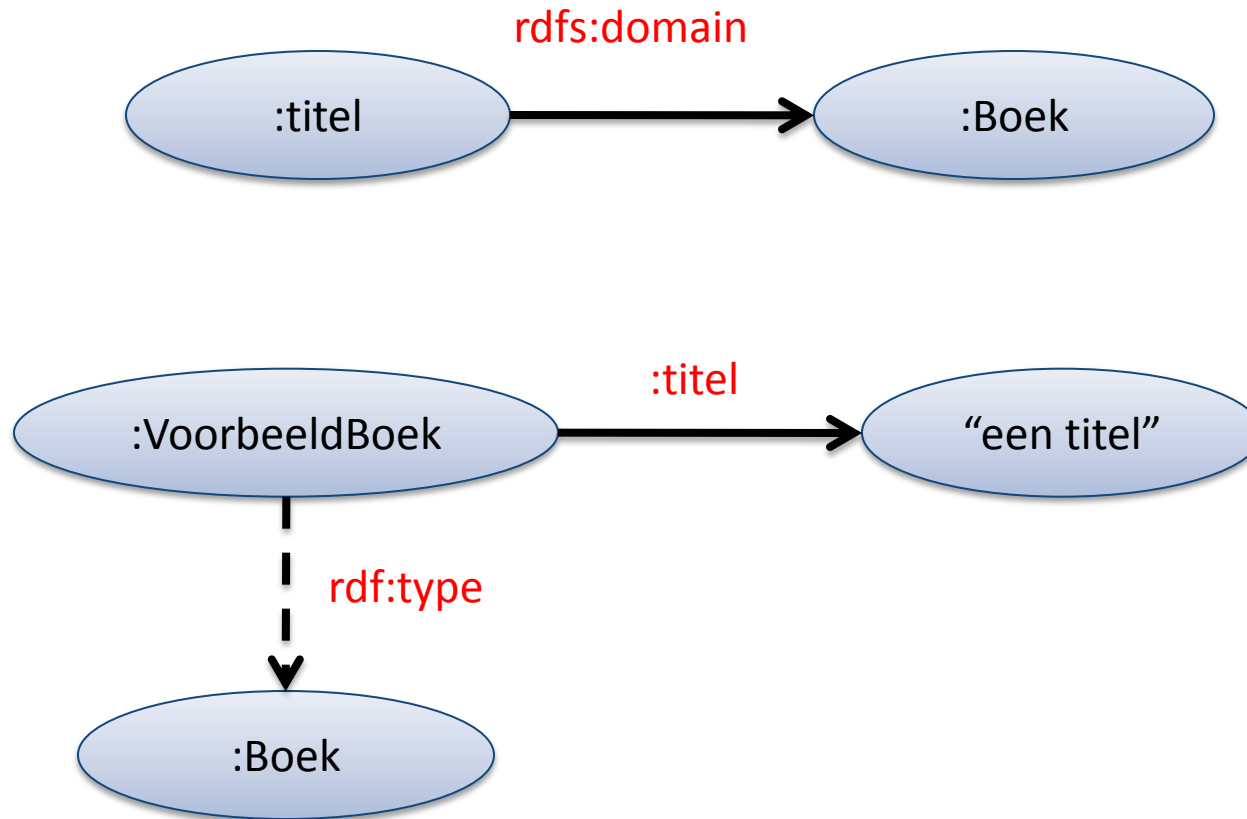 rdfs:domain
:titel
:Boek
:titel
:VoorbeeldBoek
“een titel”
rdf:type
:Boek